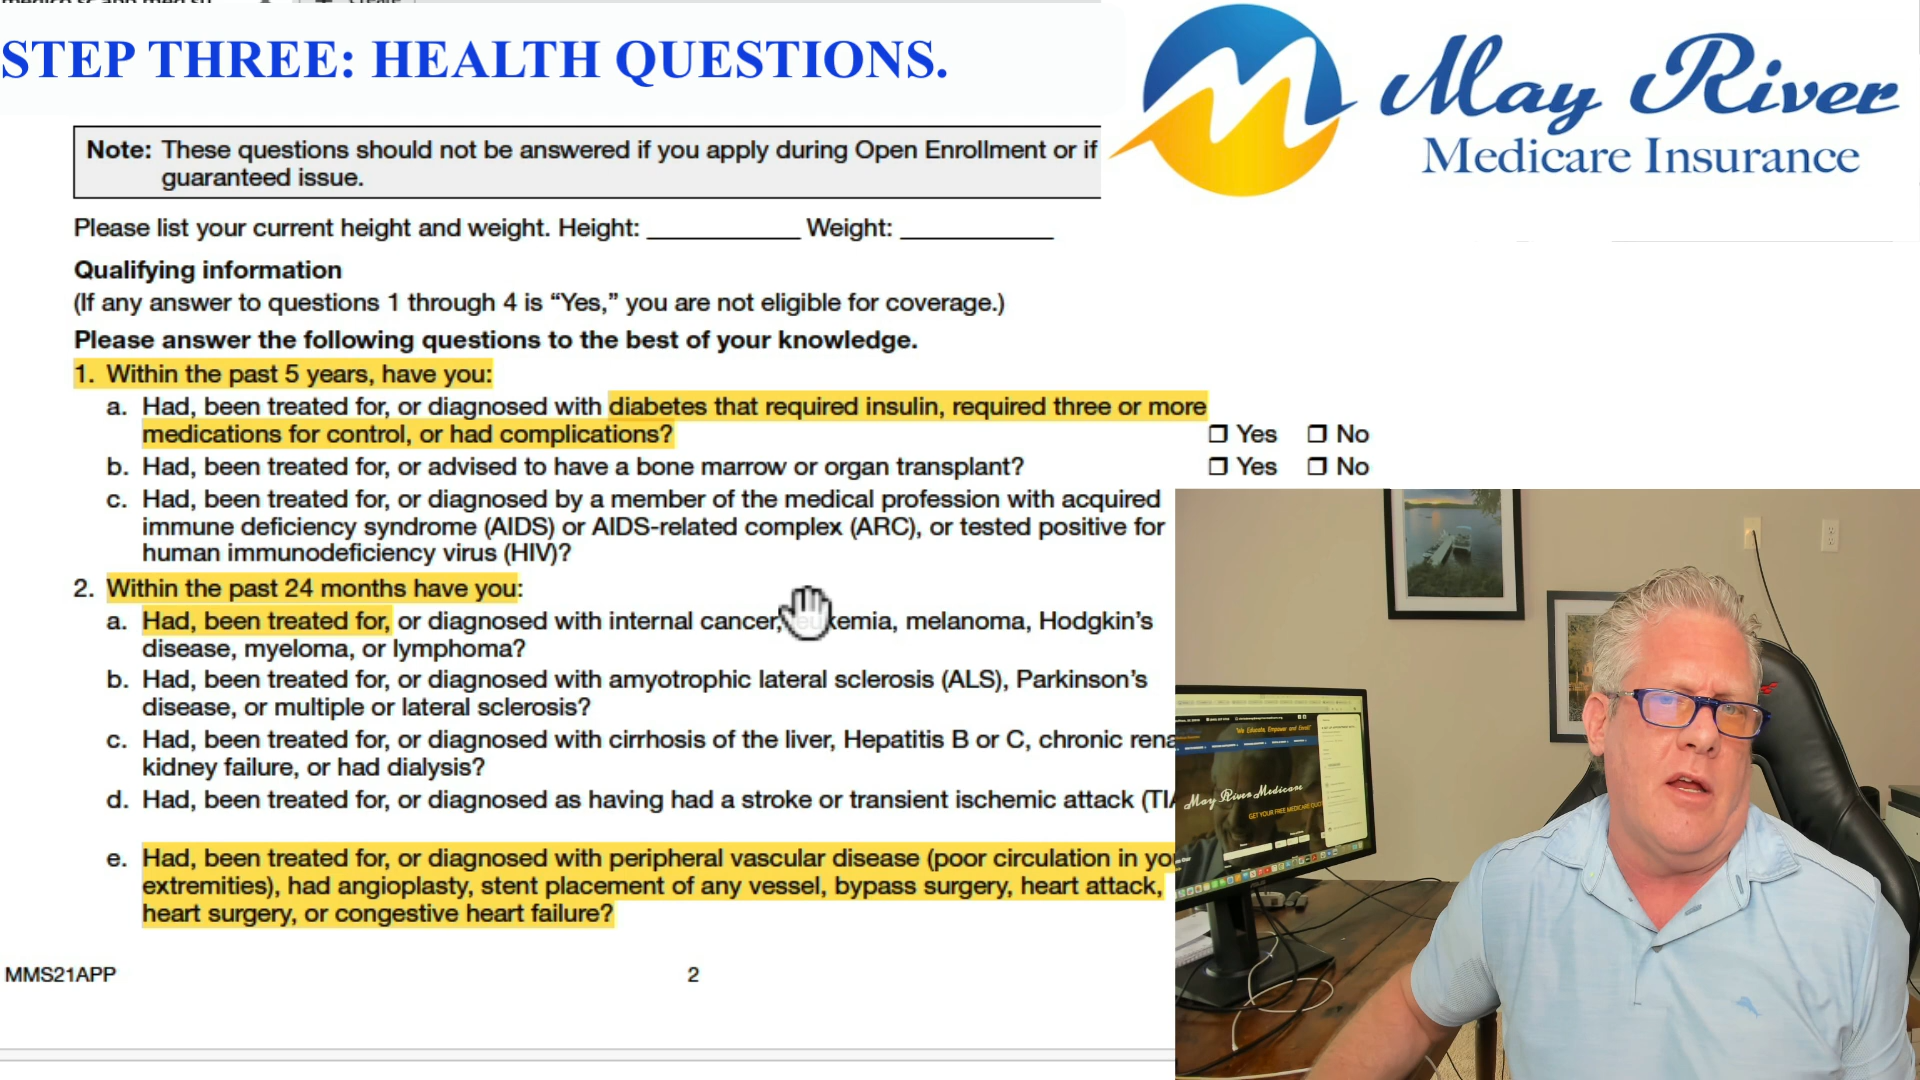 STEP THREE: HEALTH QUESTIONS.
May River
Medicare Insurance
Note: These questions should not be answered if you apply during Open Enrollment or if
guaranteed issue.
Please list your current height and weight. Height: ___________ Weight: ___________
Qualifying information
(If any answer to questions 1 through 4 is “Yes,” you are not eligible for coverage.)
Please answer the following questions to the best of your knowledge.
1. Within the past 5 years, have you:
a. Had, been treated for, or diagnosed with diabetes that required insulin, required three or more
medications for control, or had complications? ❒ Yes ❒ No
b. Had, been treated for, or advised to have a bone marrow or organ transplant? ❒ Yes ❒ No
c. Had, been treated for, or diagnosed by a member of the medical profession with acquired
immune deficiency syndrome (AIDS) or AIDS-related complex (ARC), or tested positive for
human immunodeficiency virus (HIV)?
2. Within the past 24 months have you:
a. Had, been treated for, or diagnosed with internal cancer, melanoma, Hodgkin’s
disease, myeloma, or lymphoma?
b. Had, been treated for, or diagnosed with amyotrophic lateral sclerosis (ALS), Parkinson’s
disease, or multiple or lateral sclerosis?
c. Had, been treated for, or diagnosed with cirrhosis of the liver, Hepatitis B or C, chronic rena
kidney failure, or had dialysis?
d. Had, been treated for, or diagnosed as having had a stroke or transient ischemic attack (TIA
e. Had, been treated for, or diagnosed with peripheral vascular disease (poor circulation in you
extremities), had angioplasty, stent placement of any vessel, bypass surgery, heart attack,
heart surgery, or congestive heart failure?
MMS21APP
2
May River Medicare
GET YOUR FREE MEDICARE QUO